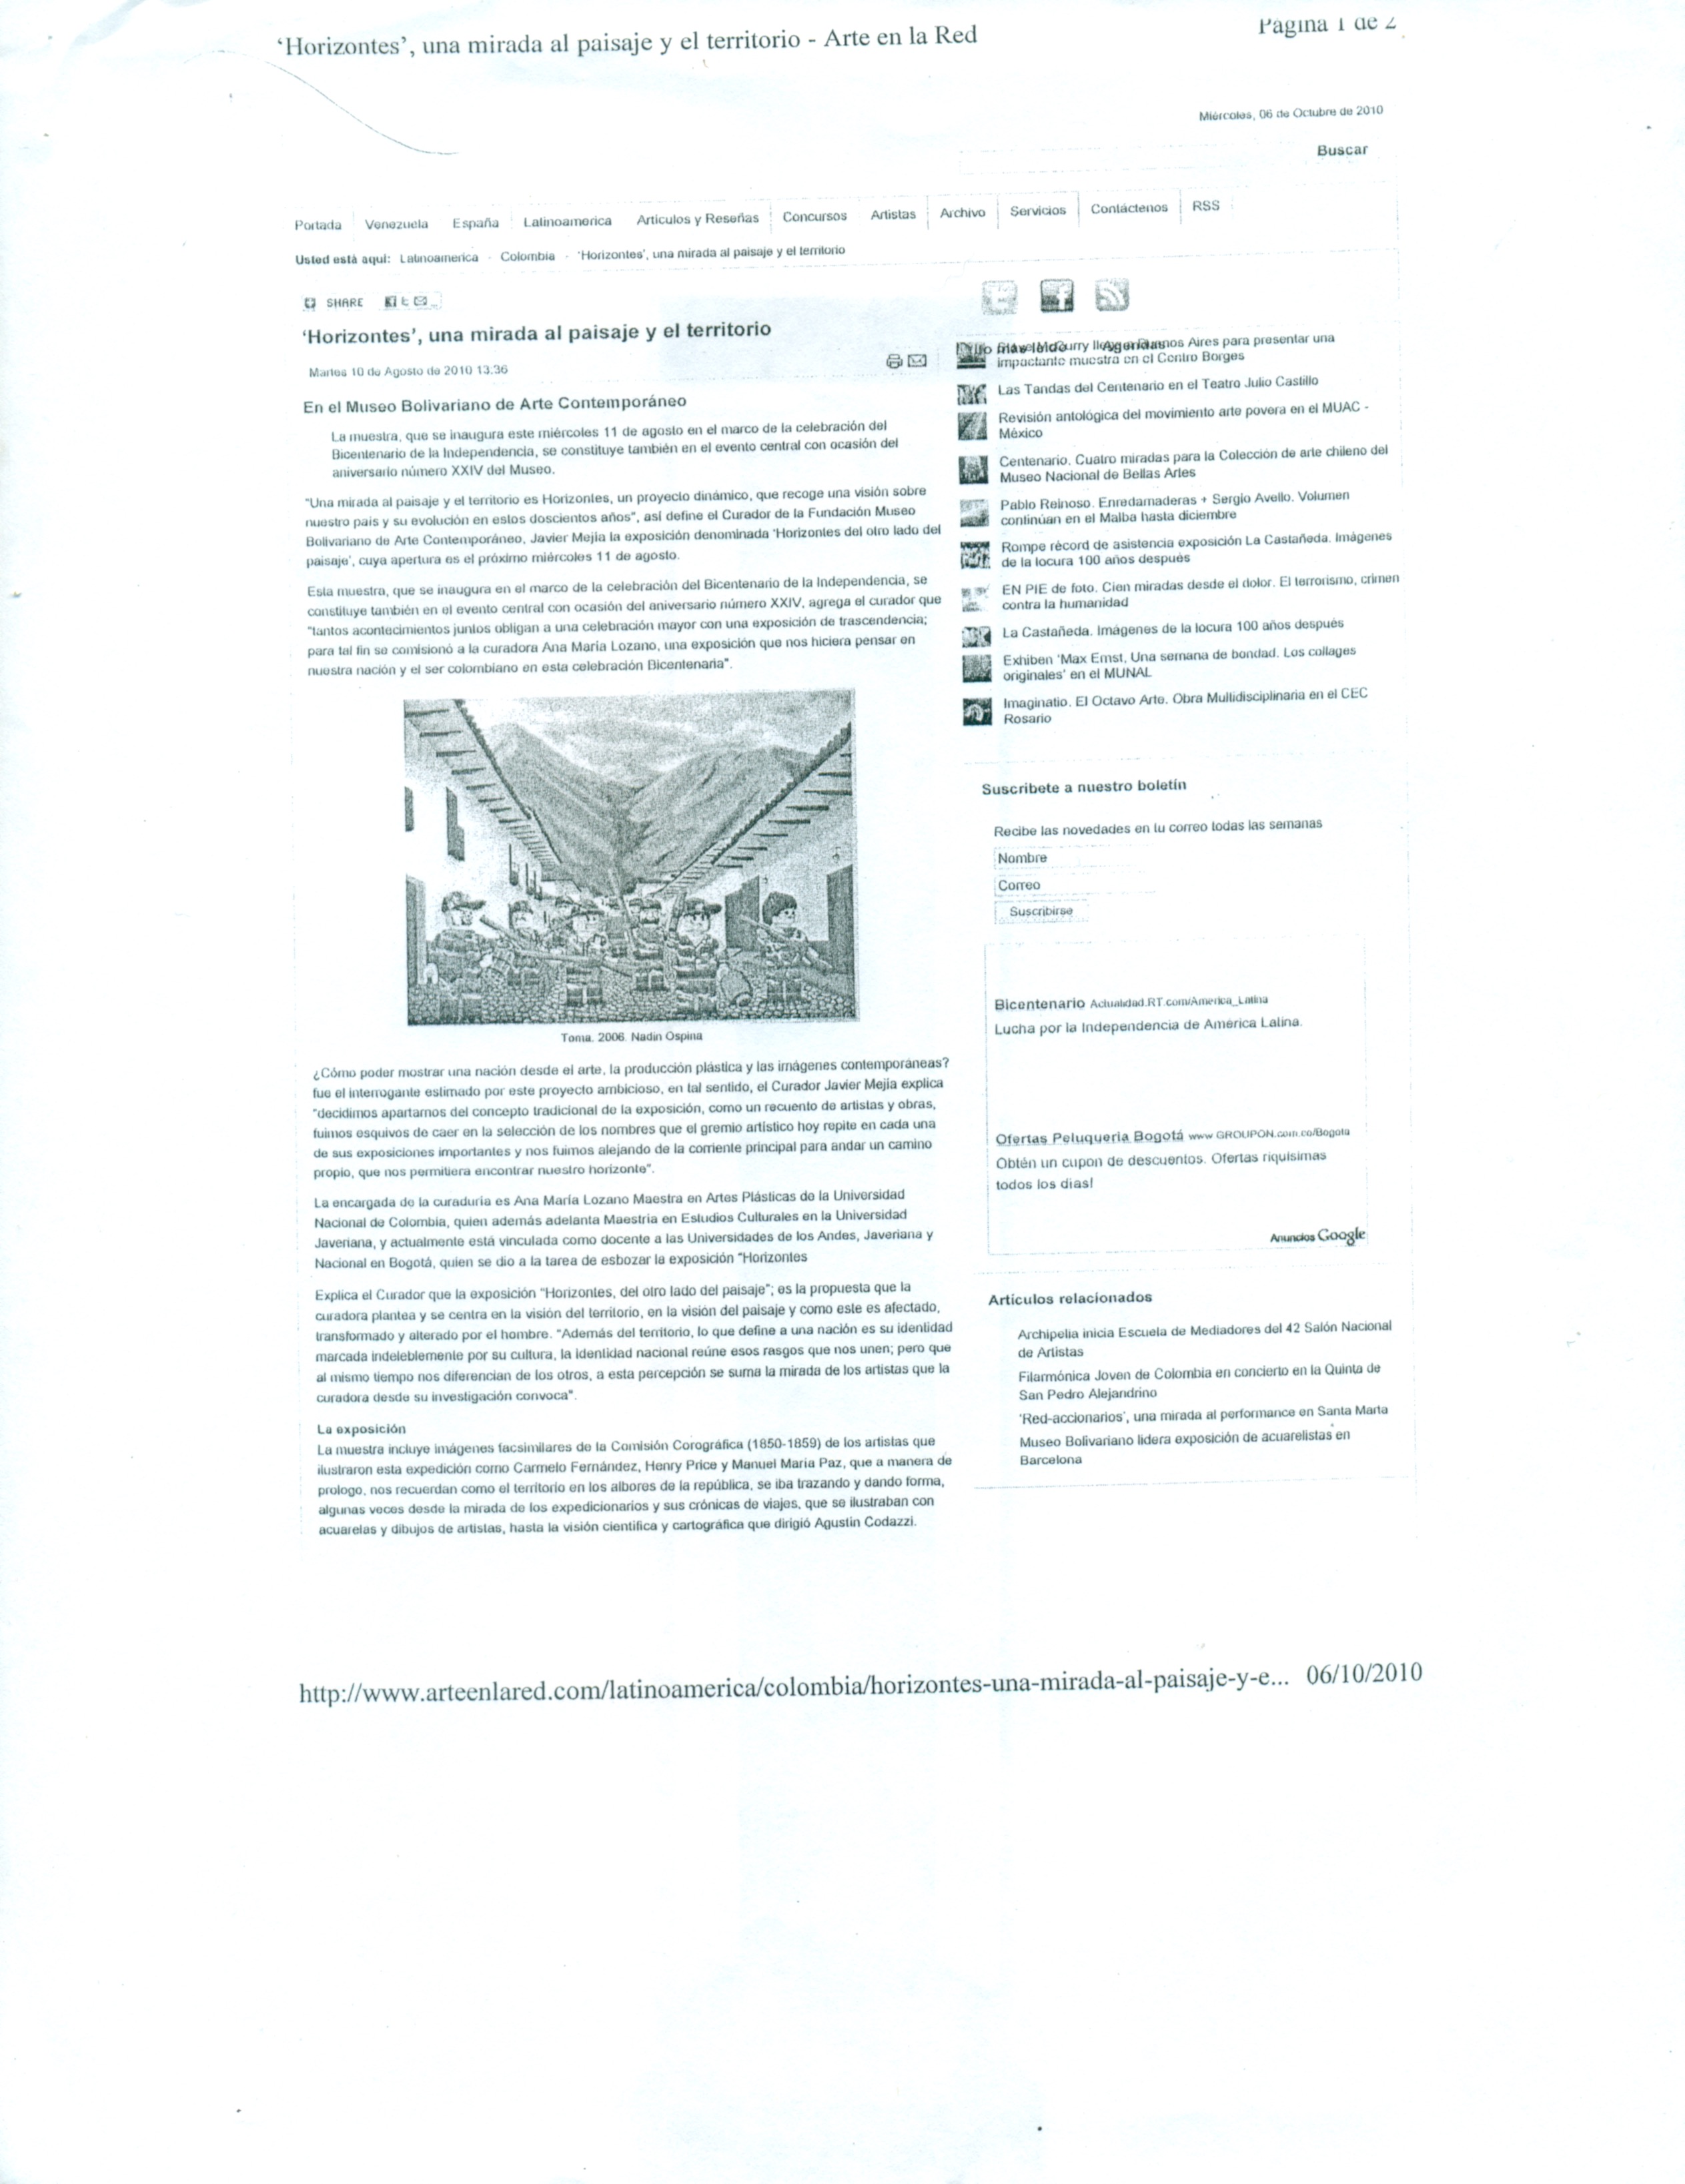 ‘Horizontes’, una mirada al paisaje y el territorio - Arte en la Red
Página 1 de 2
Miércoles, 06 de Octubre de 2010
Buscar
Portada Venezuela España Latinoamerica Articulos y Reseñas Concursos Artistas Archivo Servicios Contáctenos RSS
Usted está aquí: Latinoamerica Colombia ‘Horizontes’, una mirada al paisaje y el territorio
SHARE
‘Horizontes’, una mirada al paisaje y el territorio
Martes 10 de Agosto de 2010 13:36
En el Museo Bolivariano de Arte Contemporáneo
La muestra, que se inaugura este miércoles 11 de agosto en el marco de la celebración del
Bicentenario de la Independencia, se constituye también en el evento central con ocasión del
aniversario número XXIV del Museo.
"Una mirada al paisaje y el territorio es Horizontes, un proyecto dinámico, que recoge una visión sobre
nuestro país y su evolución en estos doscientos años", así define el Curador de la Fundación Museo
Bolivariano de Arte Contemporáneo, Javier Mejía la exposición denominada 'Horizontes del otro lado del
paisaje', cuya apertura es el próximo miércoles 11 de agosto.
Esta muestra, que se inaugura en el marco de la celebración del Bicentenario de la Independencia, se
constituye también en el evento central con ocasión del aniversario número XXIV, agrega el curador que
"tantos acontecimientos juntos obligan a una celebración mayor con una exposición de trascendencia;
para tal fin se comisionó a la curadora Ana María Lozano, una exposición que nos hiciera pensar en
nuestra nación y el ser colombiano en esta celebración Bicentenaria".
Toma. 2006. Nadín Ospina
¿Cómo poder mostrar una nación desde el arte, la producción plástica y las imágenes contemporáneas?
fue el interrogante estimado por este proyecto ambicioso, en tal sentido, el Curador Javier Mejía explica
"decidimos apartarnos del concepto tradicional de la exposición, como un recuento de artistas y obras,
fuimos esquivos de caer en la selección de los nombres que el gremio artístico hoy repite en cada una
de sus exposiciones importantes y nos fuimos alejando de la corriente principal para andar un camino
propio, que nos permitiera encontrar nuestro horizonte".
La encargada de la curaduría es Ana María Lozano Maestra en Artes Plásticas de la Universidad
Nacional de Colombia, quien además adelanta Maestría en Estudios Culturales en la Universidad
Javeriana, y actualmente está vinculada como docente a las Universidades de los Andes, Javeriana y
Nacional en Bogotá, quien se dio a la tarea de esbozar la exposición "Horizontes
Explica el Curador que la exposición "Horizontes, del otro lado del paisaje"; es la propuesta que la
curadora plantea y se centra en la visión del territorio, en la visión del paisaje y como este es afectado,
transformado y alterado por el hombre. "Además del territorio, lo que define a una nación es su identidad
marcada indeleblemente por su cultura, la identidad nacional reúne esos rasgos que nos unen; pero que
al mismo tiempo nos diferencian de los otros, a esta percepción se suma la mirada de los artistas que la
curadora desde su investigación convoca".
La exposición
La muestra incluye imágenes facsimilares de la Comisión Corográfica (1850-1859) de los artistas que
ilustraron esta expedición como Carmelo Fernández, Henry Price y Manuel María Paz, que a manera de
prologo, nos recuerdan como el territorio en los albores de la república, se iba trazando y dando forma,
algunas veces desde la mirada de los expedicionarios y sus crónicas de viajes, que se ilustraban con
acuarelas y dibujos de artistas, hasta la visión científica y cartográfica que dirigió Agustín Codazzi.
Aires para presentar una
impactante muestra en el Centro Borges
Las Tandas del Centenario en el Teatro Julio Castillo
Revisión antológica del movimiento arte povera en el MUAC -
México
Centenario. Cuatro miradas para la Colección de arte chileno del
Museo Nacional de Bellas Artes
Pablo Reinoso. Enredamaderas + Sergio Avello. Volumen
continúan en el Malba hasta diciembre
Rompe récord de asistencia exposición La Castañeda. Imágenes
de la locura 100 años después
EN PIE de foto. Cien miradas desde el dolor. El terrorismo, crimen
contra la humanidad
La Castañeda. Imágenes de la locura 100 años después
Exhiben 'Max Ernst, Una semana de bondad. Los collages
originales' en el MUNAL
Imaginatio. El Octavo Arte. Obra Multidisciplinaria en el CEC
Rosario
Suscribete a nuestro boletín
Recibe las novedades en tu correo todas las semanas
Nombre
Correo
Suscribirse
Bicentenario Actualidad.RT.com/America_Latina
Lucha por la Independencia de América Latina.
Ofertas Peluquería Bogotá www.GROUPON.com.co/Bogota
Obtén un cupon de descuentos. Ofertas riquísimas
todos los dias!
Anuncios Google
Artículos relacionados
Archipelia inicia Escuela de Mediadores del 42 Salón Nacional
de Artistas
Filarmónica Joven de Colombia en concierto en la Quinta de
San Pedro Alejandrino
'Red-accionarios', una mirada al performance en Santa Marta
Museo Bolivariano lidera exposición de acuarelistas en
Barcelona
http://www.arteenlared.com/latinoamerica/colombia/horizontes-una-mirada-al-paisaje-y-e... 06/10/2010